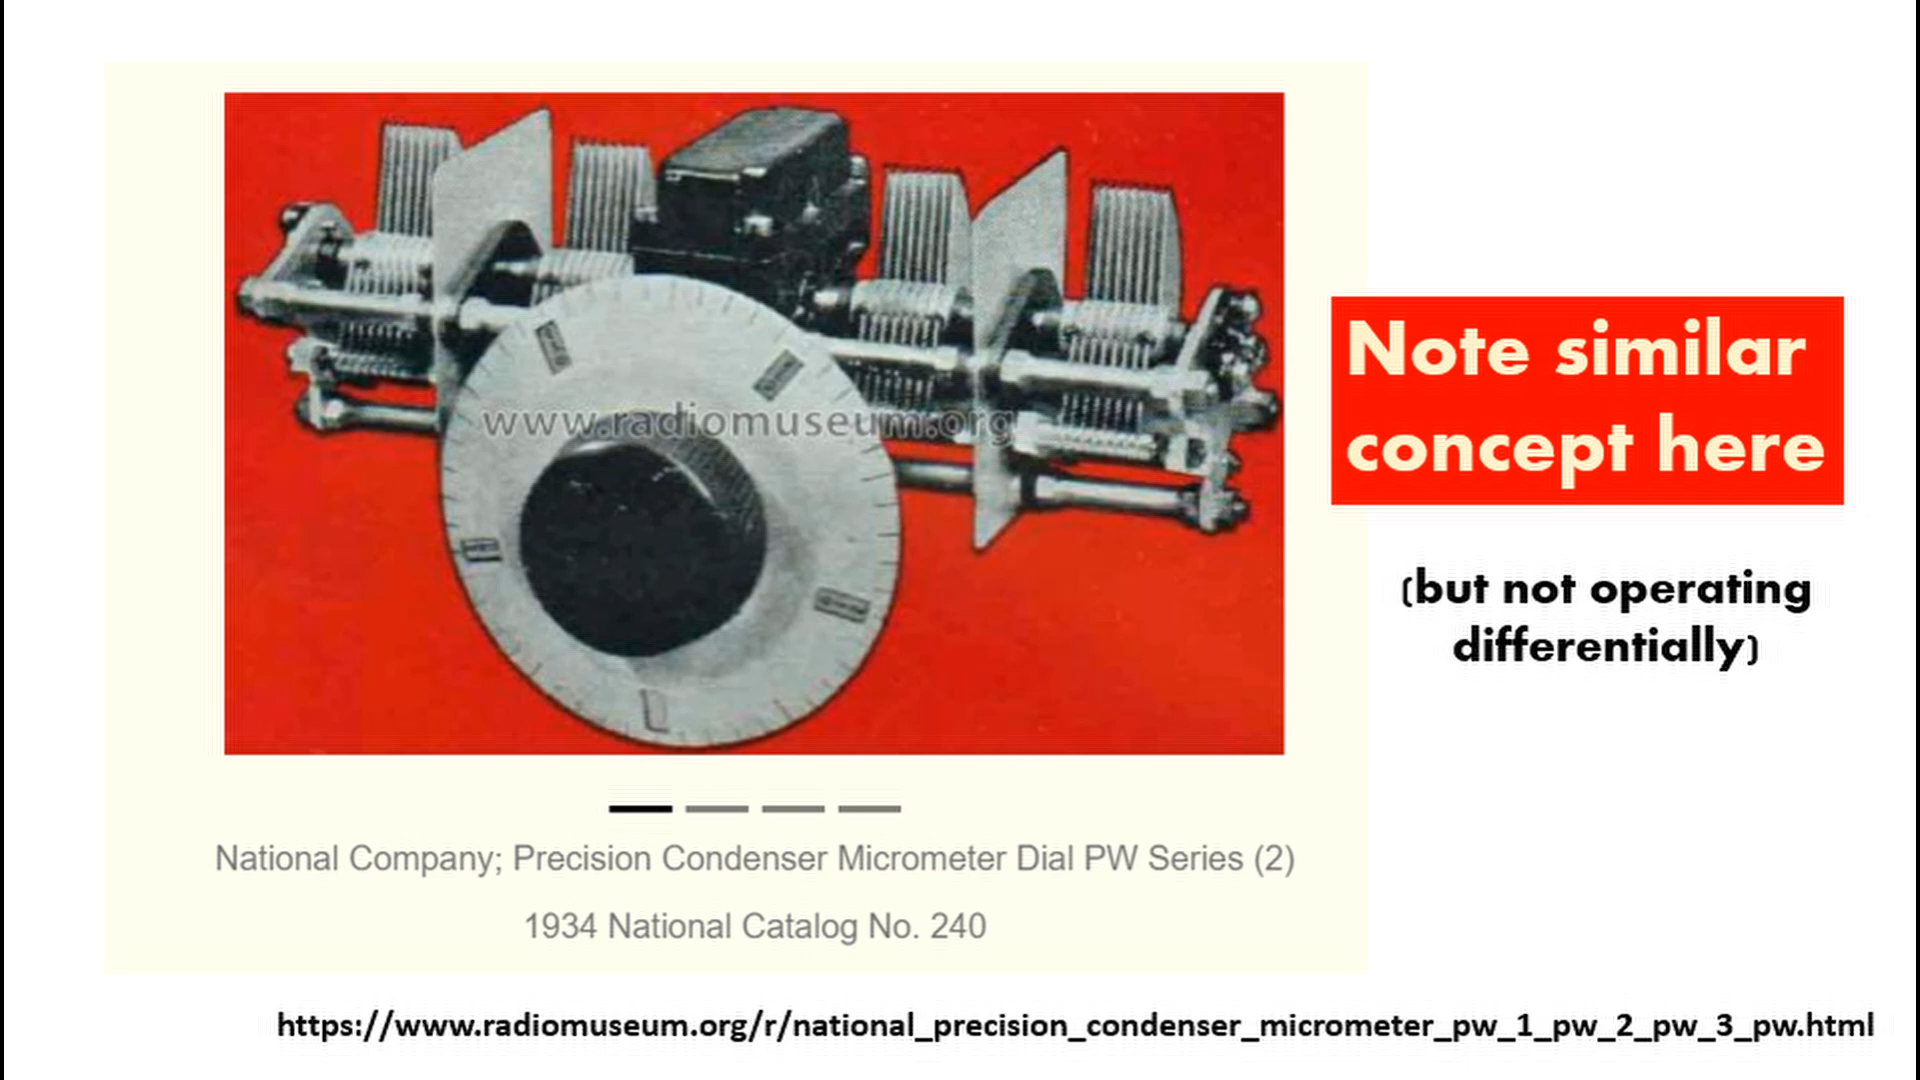 www.radiomuseum.org
Note similar
concept here
(but not operating
differentially)
National Company; Precision Condenser Micrometer Dial PW Series (2)
1934 National Catalog No. 240
https://www.radiomuseum.org/r/national_precision_condenser_micrometer_pw_1_pw_2_pw_3_pw.html